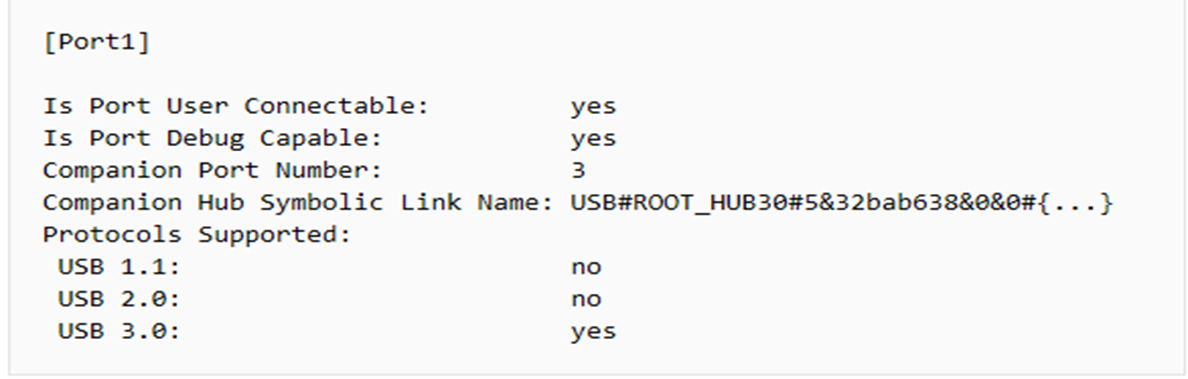 [Port1]
Is Port User Connectable: yes
Is Port Debug Capable: yes
Companion Port Number: 3
Companion Hub Symbolic Link Name: USB#ROOT_HUB30#5&32bab638&0&0#{...}
Protocols Supported:
USB 1.1: no
USB 2.0: no
USB 3.0: yes